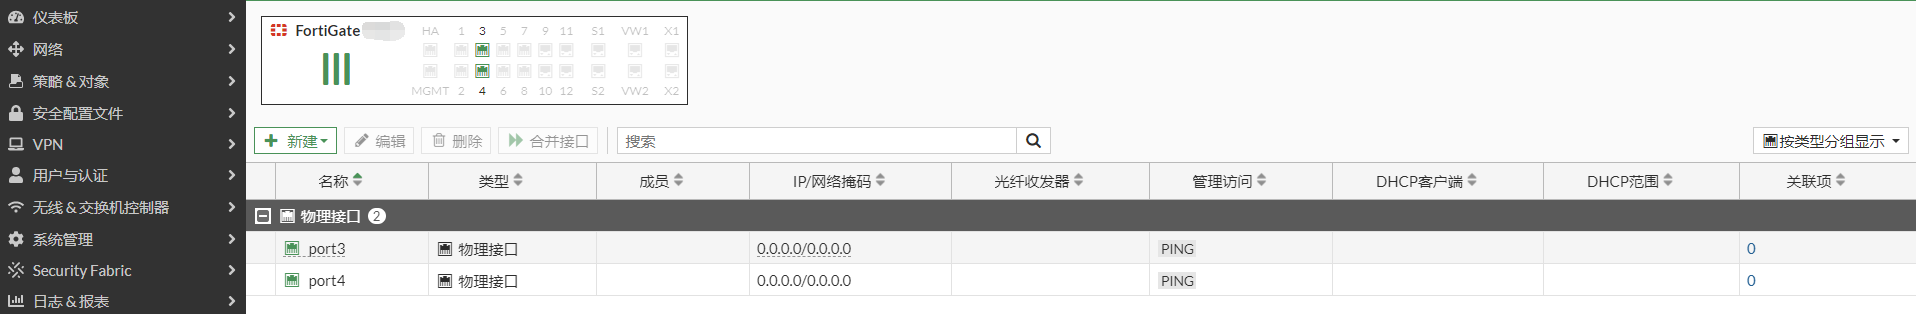 仪表板
网络
策略 & 对象
安全配置文件
VPN
用户与认证
无线 & 交换机控制器
系统管理
Security Fabric
日志 & 报表
FortiGate
HA 1 3 5 7 9 11 S1 VW1 X1
MGMT 2 4 6 8 10 12 S2 VW2 X2
新建 编辑 删除 合并接口 搜索 按类型分组显示
名称 类型 成员 IP/网络掩码 光纤收发器 管理访问 DHCP客户端 DHCP范围 关联项
物理接口 2
port3 物理接口 0.0.0.0/0.0.0.0 PING 0
port4 物理接口 0.0.0.0/0.0.0.0 PING 0